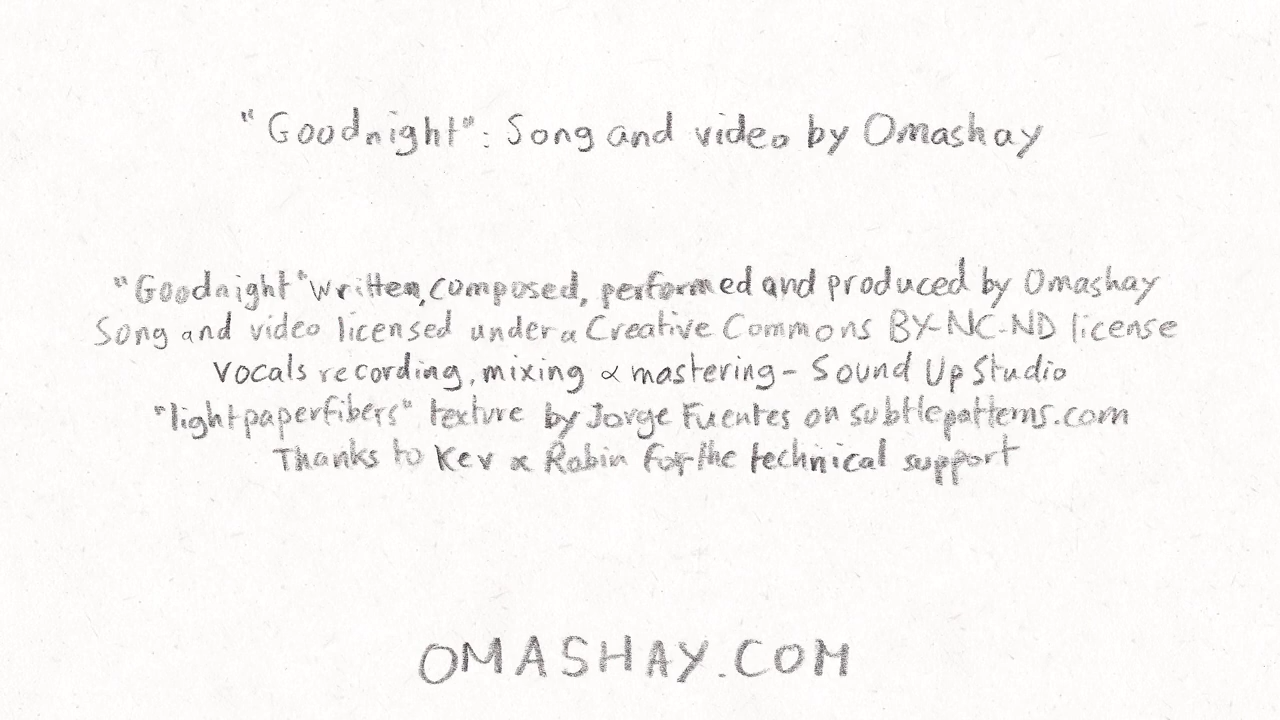 "Goodnight": Song and video by Omashay
"Goodnight" written, composed, performed and produced by Omashay
Song and video licensed under a Creative Commons BY-NC-ND license
Vocals recording, mixing & mastering - Sound Up Studio
"lightpaperfibers" texture by Jorge Fuentes on subtlepatterns.com
Thanks to Kev & Robin for the technical support
OMASHAY.COM